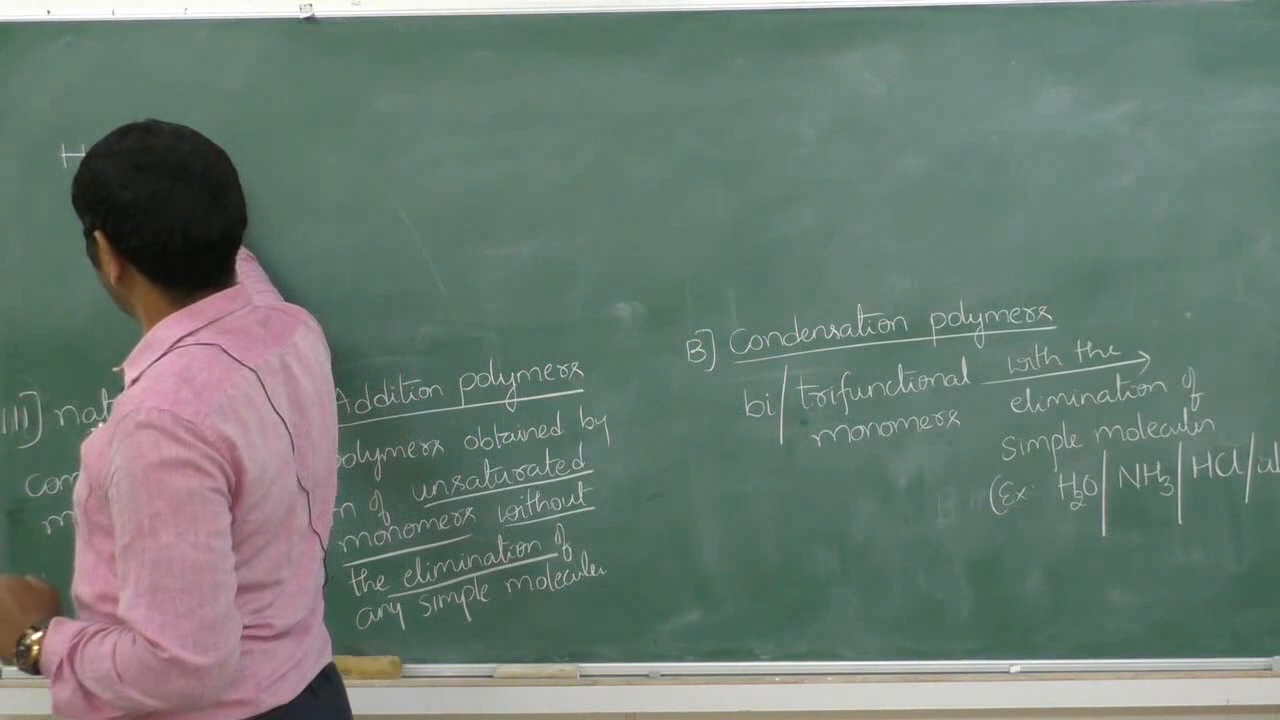 H
III]
Addition polymers
polymers obtained by
of unsaturated
monomers without
the elimination of
any simple molecules
B] Condensation polymers
bi/trifunctional with the
monomers elimination of
simple molecules
(Ex: H2O/NH3/HCl/